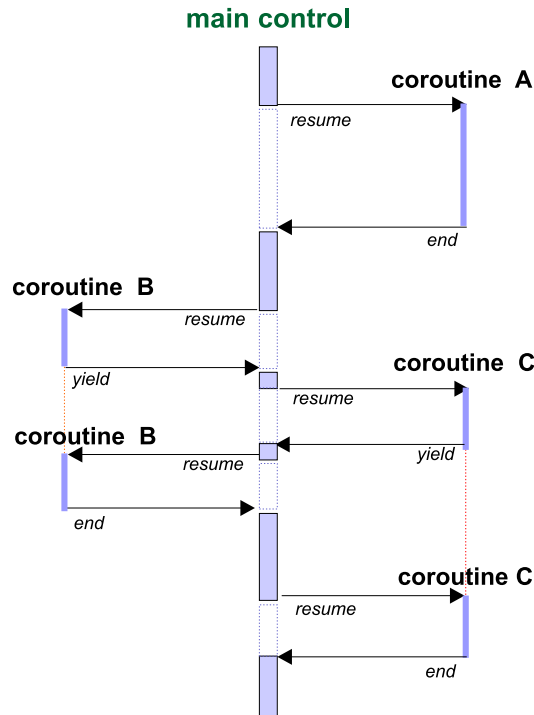 main control
coroutine A
resume
end
coroutine B
resume
yield
coroutine C
resume
coroutine B
resume
yield
end
coroutine C
resume
end